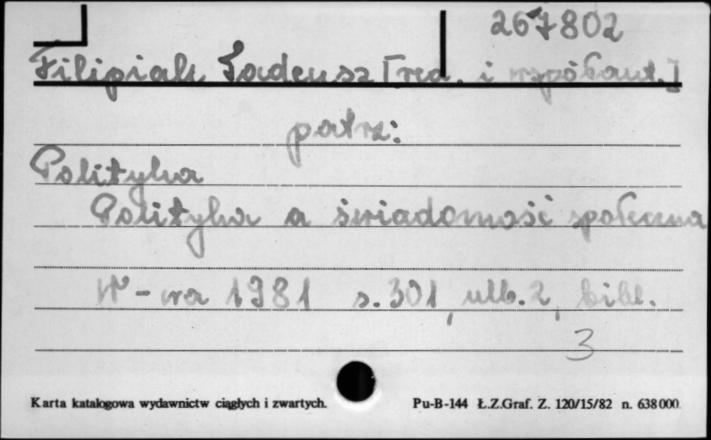 267802
Filipiak Tadeusz [red. i współaut.]
patrz:
Polityka
Polityka a świadomość społeczna
W-wa 1981 s. 301, nlb. 2, bibl.
3
Karta katalogowa wydawnictw ciągłych i zwartych.
Pu-B-144 Ł.Z.Graf. Z. 120/15/82 n. 638000